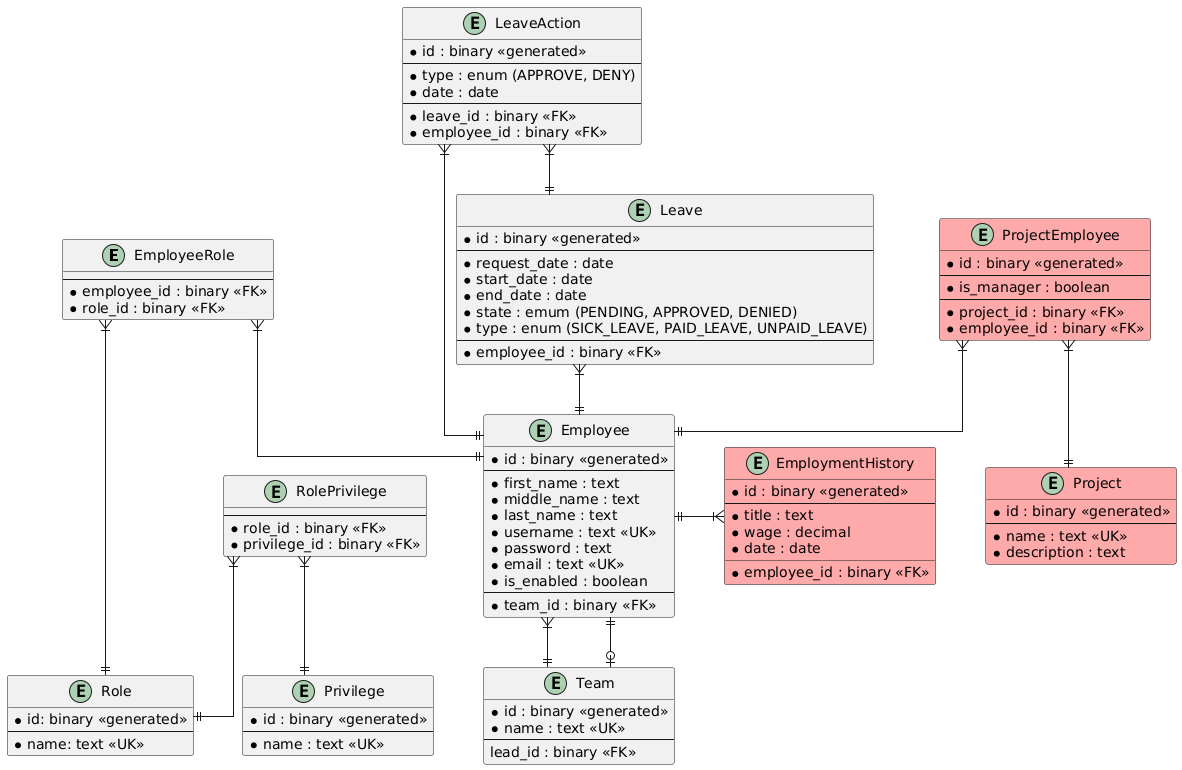 E LeaveAction
id : binary «generated»
type : enum (APPROVE, DENY)
date : date
leave_id : binary «FK»
employee_id : binary «FK»
E Leave
id : binary «generated»
request_date : date
start_date : date
end_date : date
state : emum (PENDING, APPROVED, DENIED)
type : enum (SICK_LEAVE, PAID_LEAVE, UNPAID_LEAVE)
employee_id : binary «FK»
E ProjectEmployee
id : binary «generated»
is_manager : boolean
project_id : binary «FK»
employee_id : binary «FK»
E EmployeeRole
employee_id : binary «FK»
role_id : binary «FK»
E Employee
id : binary «generated»
first_name : text
middle_name : text
last_name : text
username : text «UK»
password : text
email : text «UK»
is_enabled : boolean
team_id : binary «FK»
E EmploymentHistory
id : binary «generated»
title : text
wage : decimal
date : date
employee_id : binary «FK»
E Project
id : binary «generated»
name : text «UK»
description : text
E RolePrivilege
role_id : binary «FK»
privilege_id : binary «FK»
E Role
id: binary «generated»
name: text «UK»
E Privilege
id : binary «generated»
name : text «UK»
E Team
id : binary «generated»
name : text «UK»
lead_id : binary «FK»